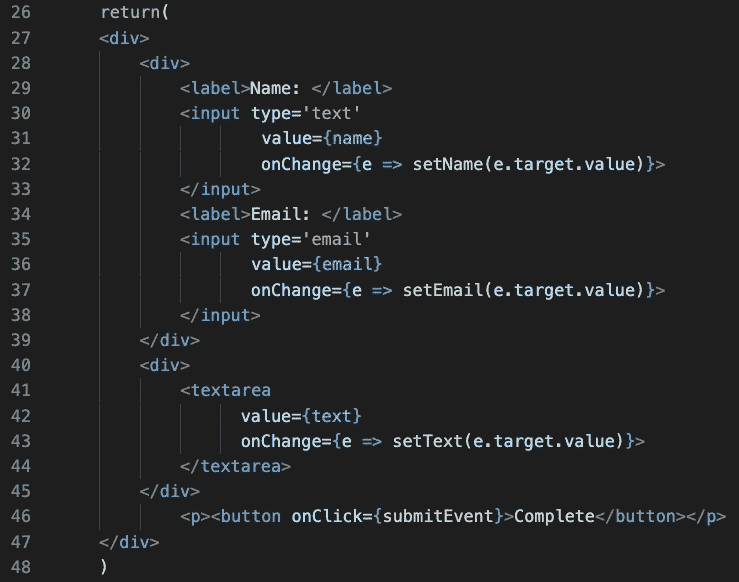 26 return(
27 <div>
28 <div>
29 <label>Name: </label>
30 <input type='text'
31 value={name}
32 onChange={e => setName(e.target.value)}>
33 </input>
34 <label>Email: </label>
35 <input type='email'
36 value={email}
37 onChange={e => setEmail(e.target.value)}>
38 </input>
39 </div>
40 <div>
41 <textarea
42 value={text}
43 onChange={e => setText(e.target.value)}>
44 </textarea>
45 </div>
46 <p><button onClick={submitEvent}>Complete</button></p>
47 </div>
48 )